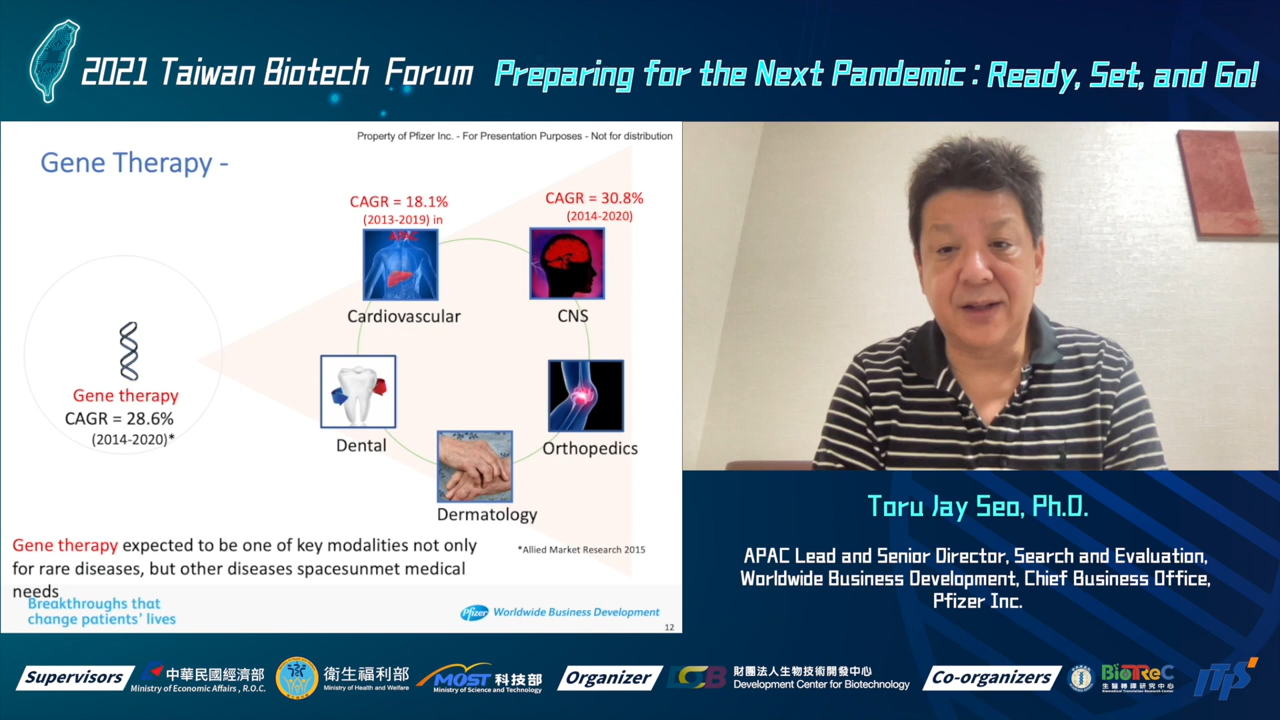 2021 Taiwan Biotech Forum Preparing for the Next Pandemic : Ready, Set, and Go!
Property of Pfizer Inc. - For Presentation Purposes - Not for distribution
Gene Therapy -
CAGR = 18.1%
(2013-2019) in
APAC
CAGR = 30.8%
(2014-2020)
Cardiovascular
CNS
Gene therapy
CAGR = 28.6%
(2014-2020)*
Dental
Orthopedics
Dermatology
Gene therapy expected to be one of key modalities not only
for rare diseases, but other diseases spacesunmet medical
needs
*Allied Market Research 2015
Breakthroughs that
change patients' lives
Pfizer Worldwide Business Development
12
Toru Jay Seo, Ph.D.
APAC Lead and Senior Director, Search and Evaluation,
Worldwide Business Development, Chief Business Office,
Pfizer Inc.
Supervisors
中華民國經濟部
Ministry of Economic Affairs , R.O.C.
衛生福利部
Ministry of Health and Welfare
MOST 科技部
Ministry of Science and Technology
Organizer
DCB
財團法人生物技術開發中心
Development Center for Biotechnology
Co-organizers
BioTReC
生醫轉譯研究中心
Biomedical Translation Research Center
ITIS